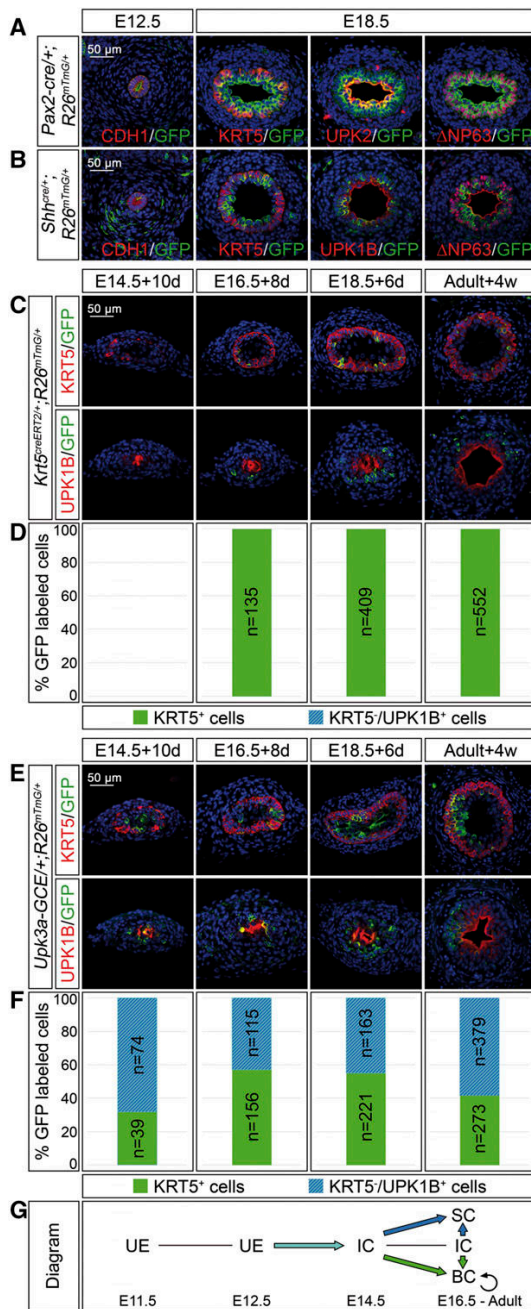 A
E12.5
E18.5
Pax2-cre/+;
R26mTmG/+
50 µm
CDH1/GFP
KRT5/GFP
UPK2/GFP
ΔNP63/GFP
B
Shhcre/+;
R26mTmG/+
50 µm
CDH1/GFP
KRT5/GFP
UPK1B/GFP
ΔNP63/GFP
E14.5+10d
E16.5+8d
E18.5+6d
Adult+4w
C
Krt5creERT2/+;R26mTmG/+
KRT5/GFP
50 µm
UPK1B/GFP
D
% GFP labeled cells
100
80
60
40
20
0
n=135
n=409
n=552
KRT5+ cells
KRT5-/UPK1B+ cells
E14.5+10d
E16.5+8d
E18.5+6d
Adult+4w
E
Upk3a-GCE/+;R26mTmG/+
KRT5/GFP
50 µm
UPK1B/GFP
F
% GFP labeled cells
100
80
60
40
20
0
n=74
n=39
n=115
n=156
n=163
n=221
n=379
n=273
KRT5+ cells
KRT5-/UPK1B+ cells
G
Diagram
SC
UE
UE
IC
IC
BC
E11.5
E12.5
E14.5
E16.5 - Adult